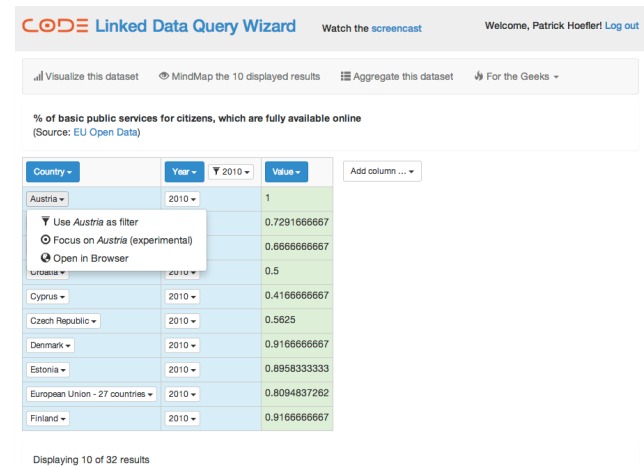 CODE Linked Data Query Wizard Watch the screencast Welcome, Patrick Hoefler! Log out
Visualize this dataset MindMap the 10 displayed results Aggregate this dataset For the Geeks
% of basic public services for citizens, which are fully available online
(Source: EU Open Data)
Country Year 2010 Value Add column ...
Austria 2010 1
Use Austria as filter 0.7291666667
Focus on Austria (experimental) 0.6666666667
Open in Browser
Croatia 2010 0.5
Cyprus 2010 0.4166666667
Czech Republic 2010 0.5625
Denmark 2010 0.9166666667
Estonia 2010 0.8958333333
European Union - 27 countries 2010 0.8094837262
Finland 2010 0.9166666667
Displaying 10 of 32 results